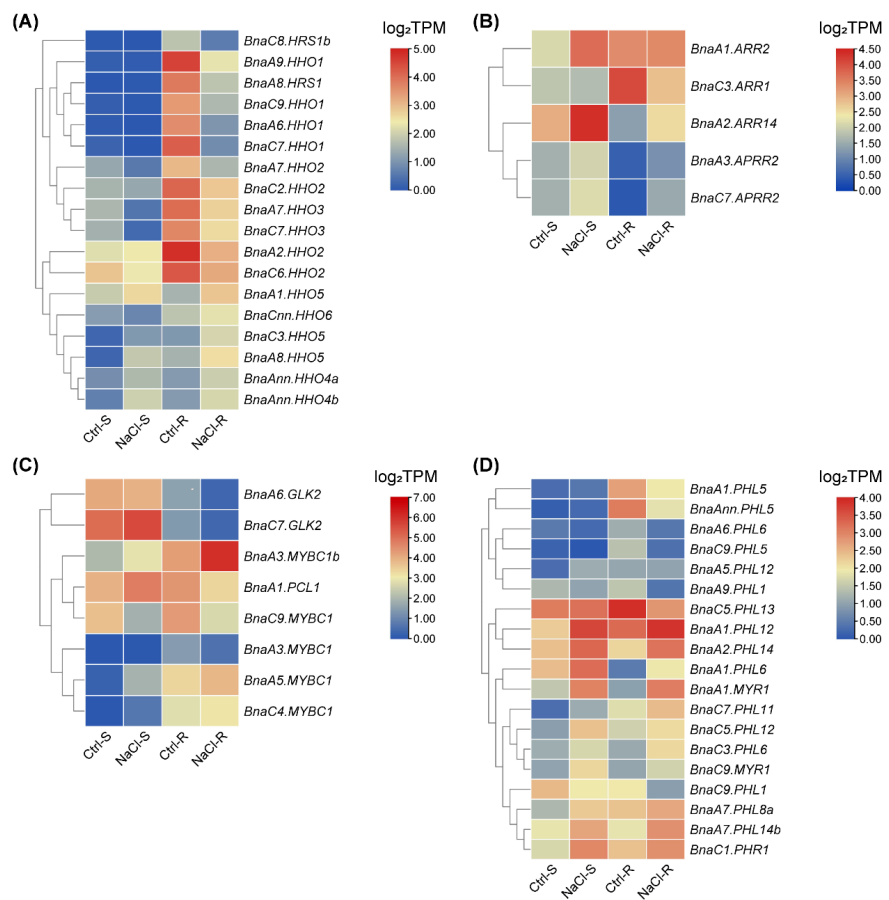 (A)
log₂TPM
BnaC8.HRS1b
BnaA9.HHO1
BnaA8.HRS1
BnaC9.HHO1
BnaA6.HHO1
BnaC7.HHO1
BnaA7.HHO2
BnaC2.HHO2
BnaA7.HHO3
BnaC7.HHO3
BnaA2.HHO2
BnaC6.HHO2
BnaA1.HHO5
BnaCnn.HHO6
BnaC3.HHO5
BnaA8.HHO5
BnaAnn.HHO4a
BnaAnn.HHO4b
5.00
4.00
3.00
2.00
1.00
0.00
Ctrl-S
NaCl-S
Ctrl-R
NaCl-R
(B)
log₂TPM
BnaA1.ARR2
BnaC3.ARR1
BnaA2.ARR14
BnaA3.APRR2
BnaC7.APRR2
4.50
4.00
3.50
3.00
2.50
2.00
1.50
1.00
0.50
0.00
Ctrl-S
NaCl-S
Ctrl-R
NaCl-R
(C)
log₂TPM
BnaA6.GLK2
BnaC7.GLK2
BnaA3.MYBC1b
BnaA1.PCL1
BnaC9.MYBC1
BnaA3.MYBC1
BnaA5.MYBC1
BnaC4.MYBC1
7.00
6.00
5.00
4.00
3.00
2.00
1.00
0.00
Ctrl-S
NaCl-S
Ctrl-R
NaCl-R
(D)
log₂TPM
BnaA1.PHL5
BnaAnn.PHL5
BnaA6.PHL6
BnaC9.PHL5
BnaA5.PHL12
BnaA9.PHL1
BnaC5.PHL13
BnaA1.PHL12
BnaA2.PHL14
BnaA1.PHL6
BnaA1.MYR1
BnaC7.PHL11
BnaC5.PHL12
BnaC3.PHL6
BnaC9.MYR1
BnaC9.PHL1
BnaA7.PHL8a
BnaA7.PHL14b
BnaC1.PHR1
4.00
3.50
3.00
2.50
2.00
1.50
1.00
0.50
0.00
Ctrl-S
NaCl-S
Ctrl-R
NaCl-R